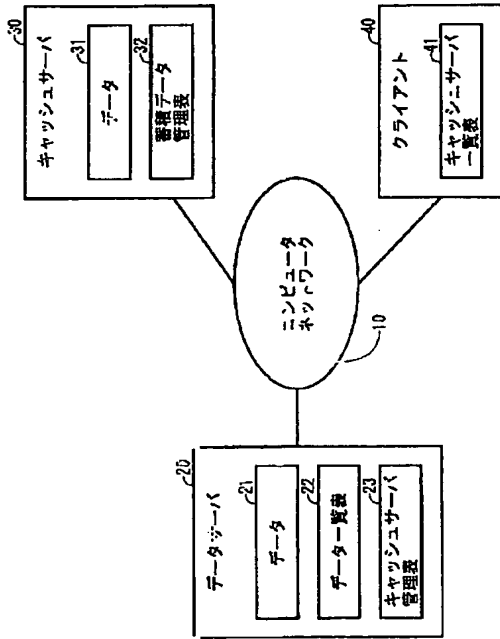 30
キャッシュサーバ
31
データ
32
蓄積データ
管理表
40
クライアント
41
キャッシュサーバ
一覧表
コンピュータ
ネットワーク
10
20
データサーバ
21
データ
22
データ一覧表
23
キャッシュサーバ
管理表